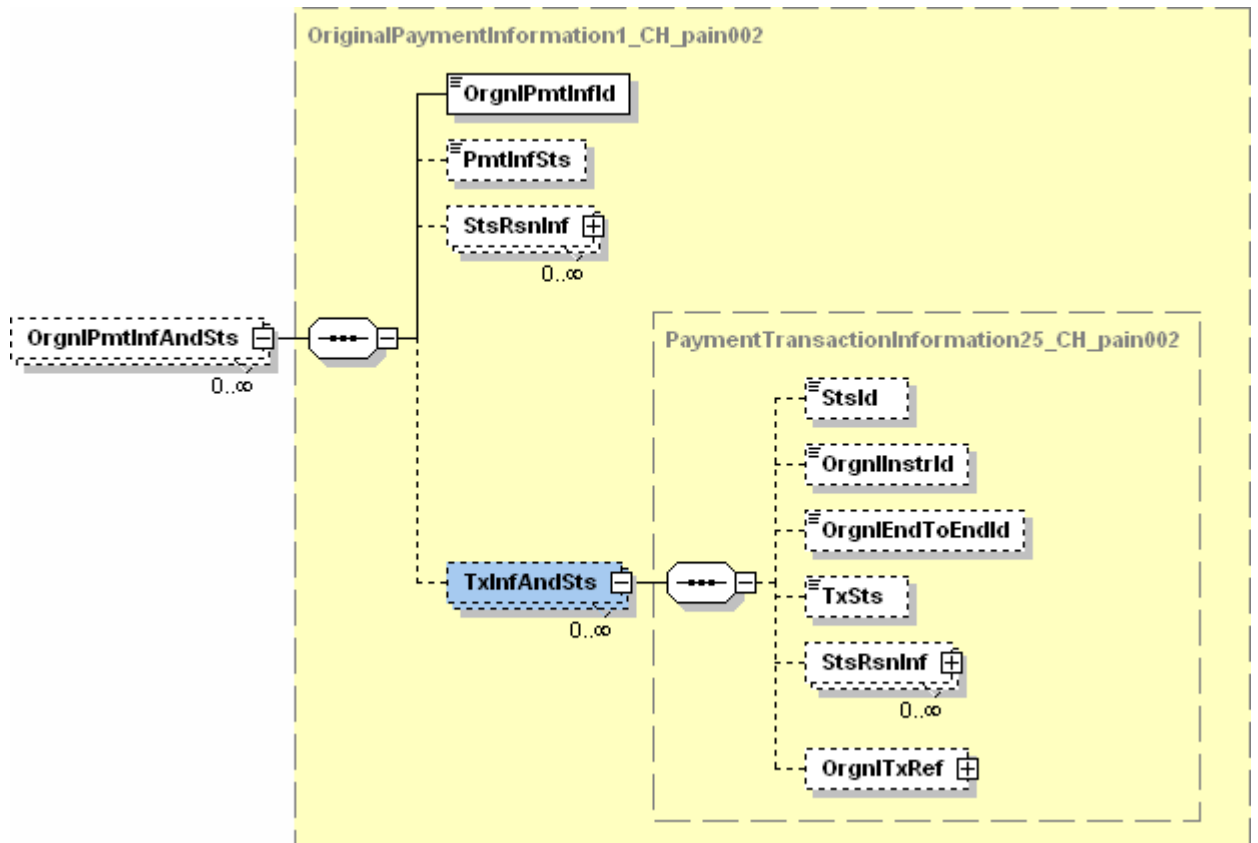 OriginalPaymentInformation1_CH_pain002
OrgnlPmtInfId
PmtInfSts
StsRsnInf
0..∞
OrgnlPmtInfAndSts
0..∞
PaymentTransactionInformation25_CH_pain002
StsId
OrgnlInstrId
OrgnlEndToEndId
TxInfAndSts
0..∞
TxSts
StsRsnInf
0..∞
OrgnlTxRef